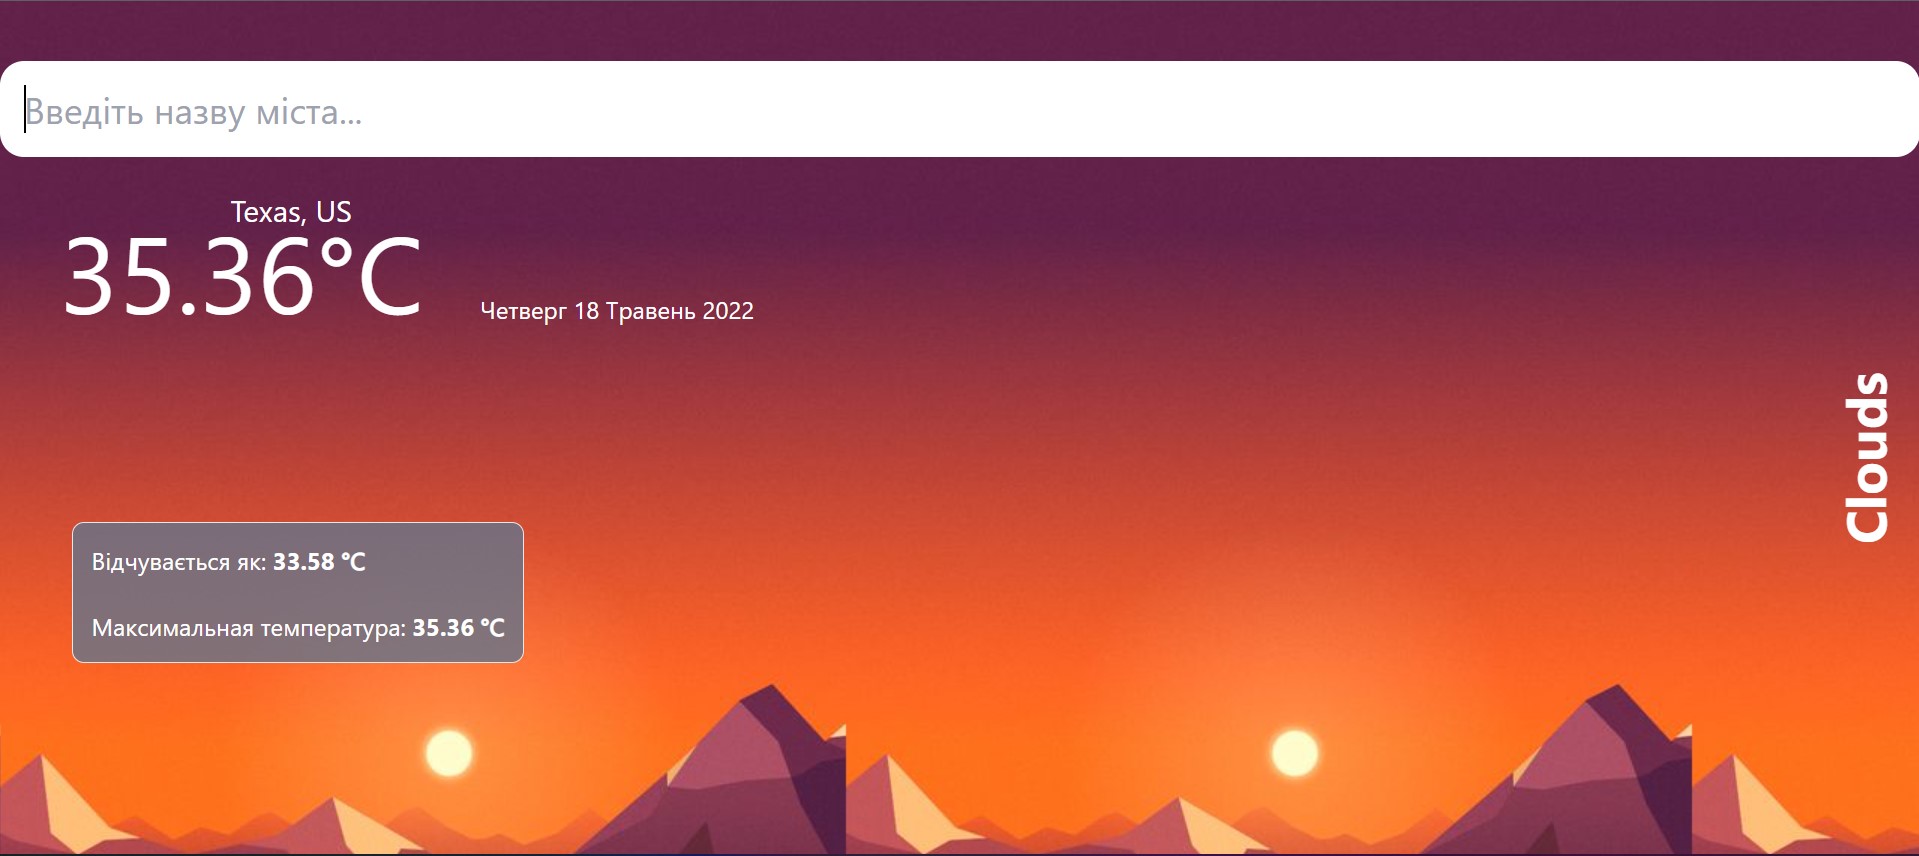 Введіть назву міста...
Texas, US
35.36°C
Четверг 18 Травень 2022
Clouds
Відчувається як: 33.58 ℃
Максимальная температура: 35.36 ℃